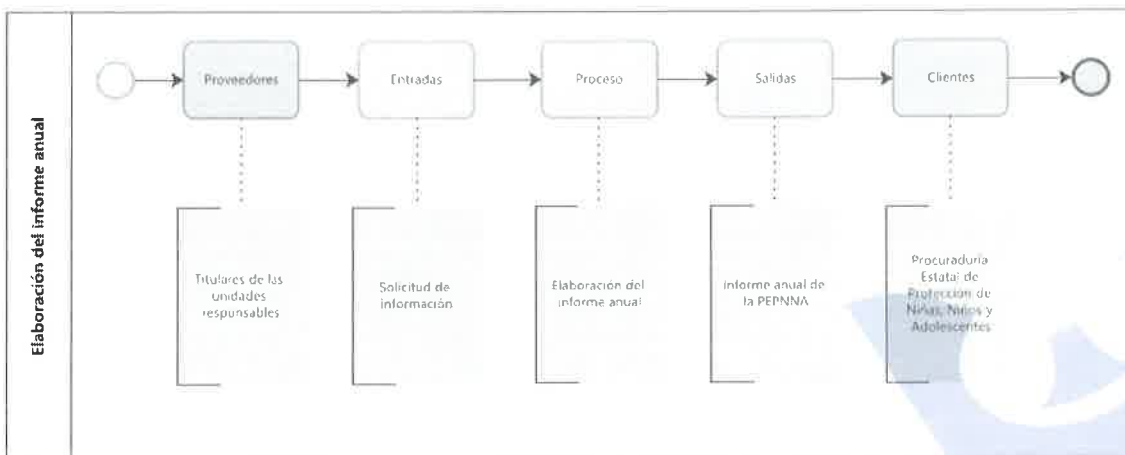 Elaboración del informe anual
Proveedores
Entradas
Proceso
Salidas
Clientes
Titulares de las
unidades
responsables
Solicitud de
información
Elaboración del
informe anual
Informe anual de
la PEPNNA
Procuraduría
Estatal de
Protección de
Niñas, Niños y
Adolescentes